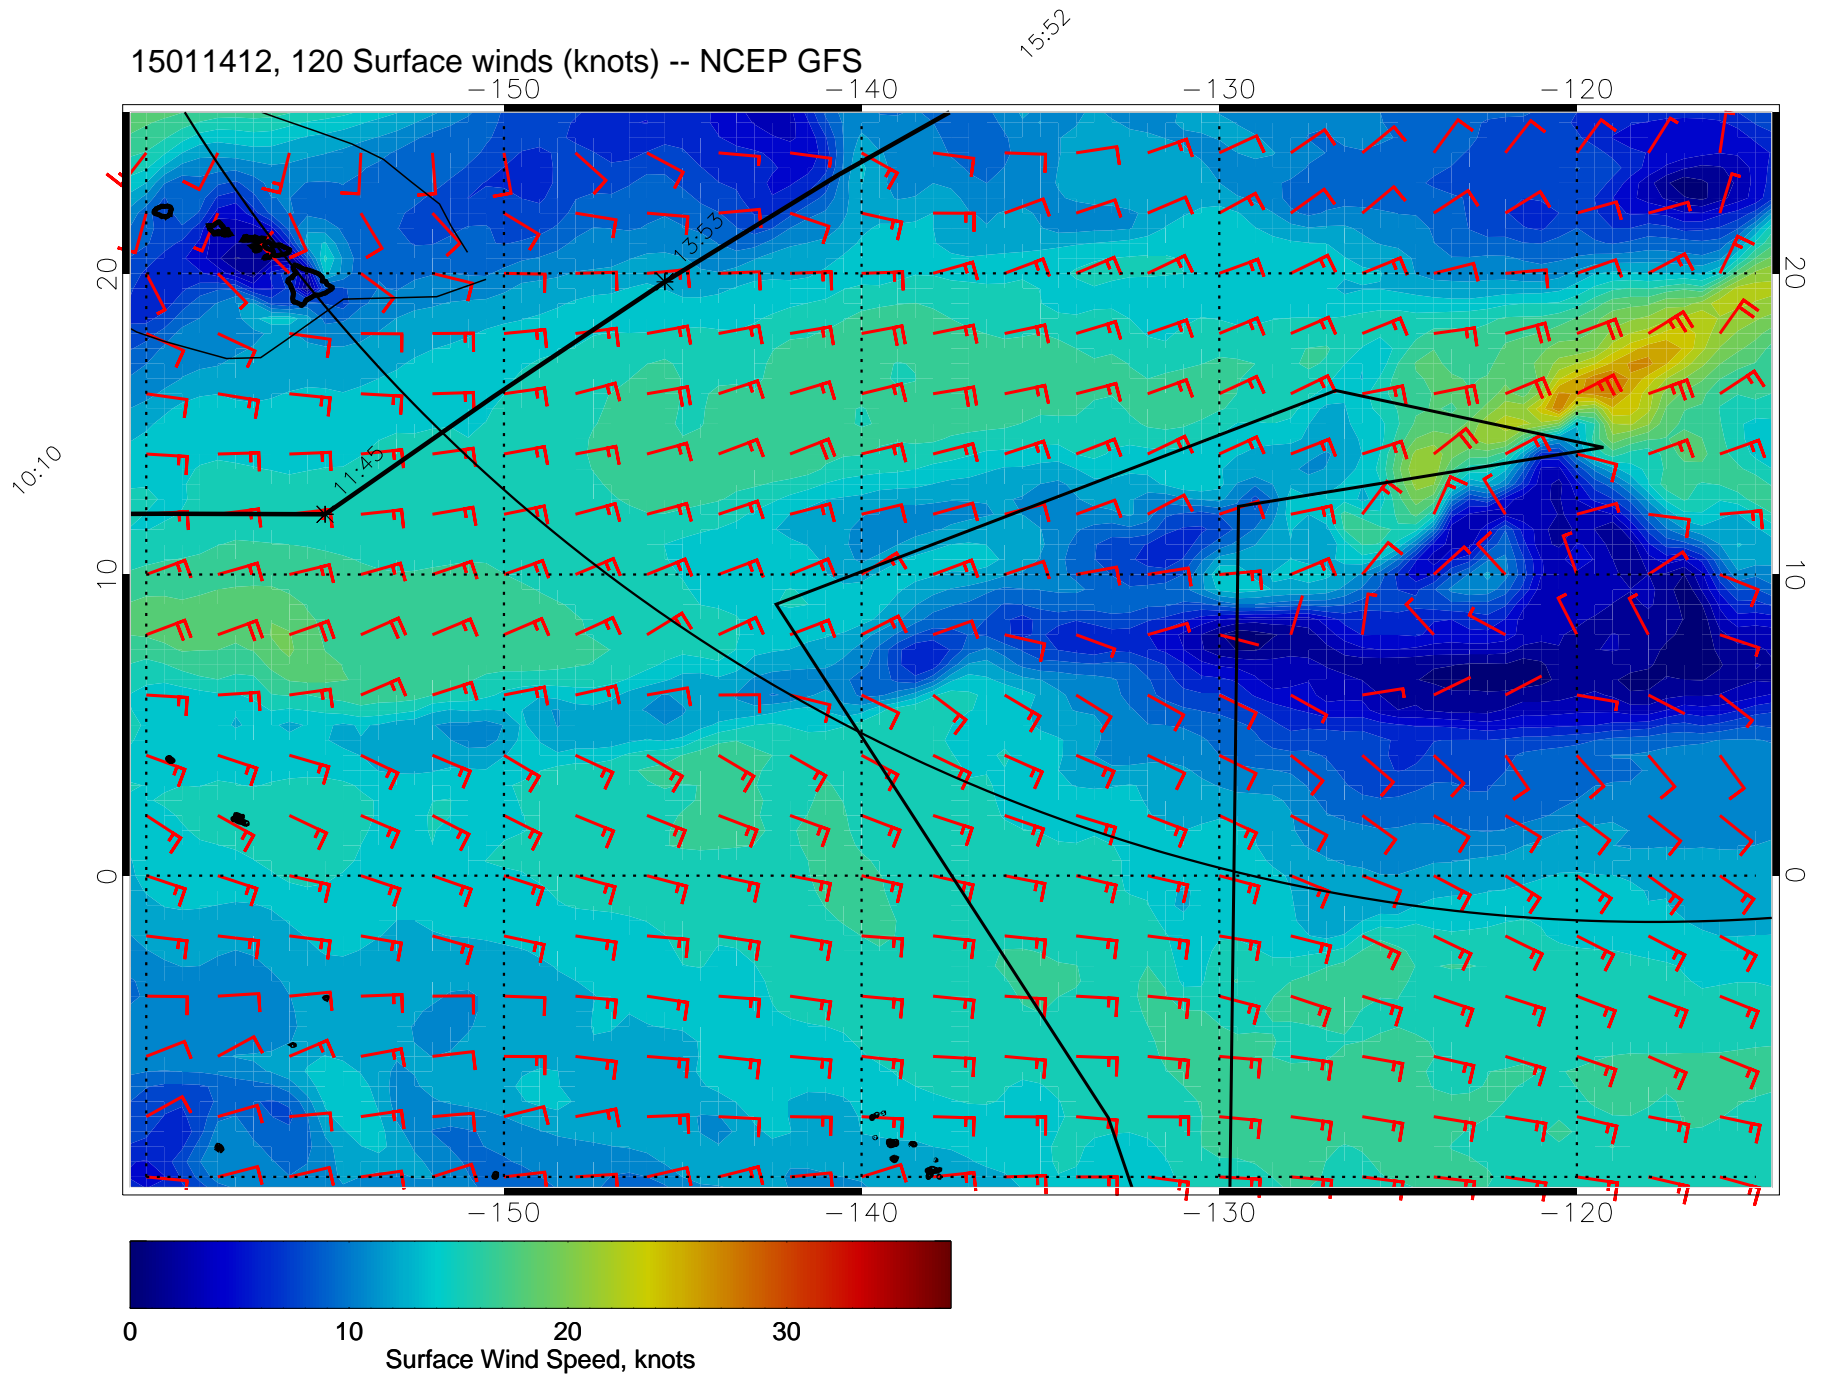 15:52
15011412, 120 Surface winds (knots) -- NCEP GFS
-150 -140 -130 -120
20 20
13:53
10:10
11:45
10 10
0 0
-150 -140 -130 -120
0 10 20 30
Surface Wind Speed, knots